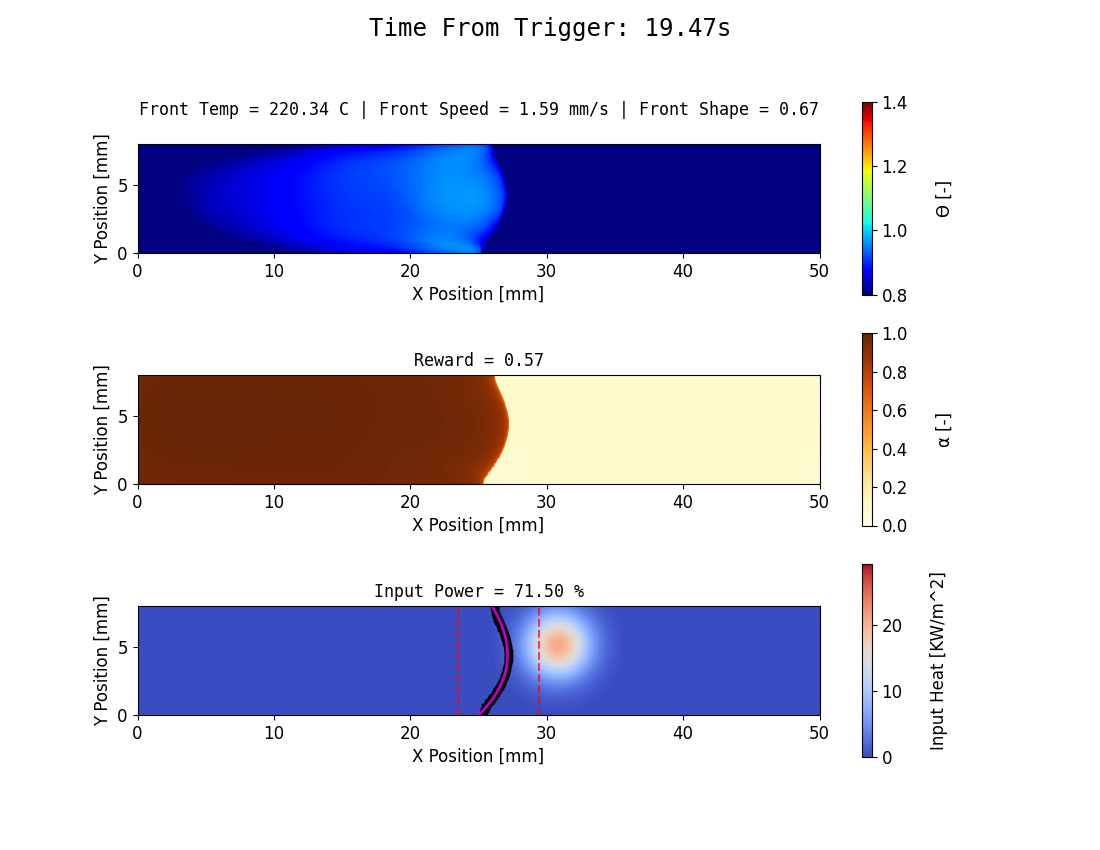 Time From Trigger: 19.47s
Front Temp = 220.34 C | Front Speed = 1.59 mm/s | Front Shape = 0.67
Y Position [mm]
5
0
0 10 20 30 40 50
X Position [mm]
1.4
1.2
1.0
0.8
Θ [-]
Reward = 0.57
Y Position [mm]
5
0
0 10 20 30 40 50
X Position [mm]
1.0
0.8
0.6
0.4
0.2
0.0
α [-]
Input Power = 71.50 %
Y Position [mm]
5
0
0 10 20 30 40 50
X Position [mm]
20
10
0
Input Heat [KW/m^2]